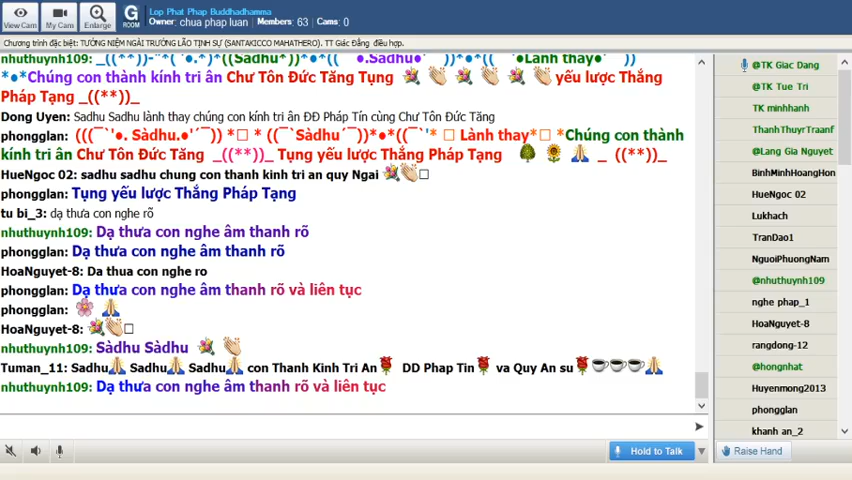 Lop Phat Phap Buddhadhamma
Owner: chua phap luan Members: 63 Cams: 0
View Cam My Cam Enlarge G ROOM
Chương trình đặc biệt: TƯỞNG NIỆM NGÀI TRƯỞNG LÃO TỊNH SỰ (SANTAKICCO MAHATHERO). TT Giác Đẳng điều hợp.
nhuthuynh109: _((**))-"*(`'•.*)*((Sadhu*))*•*((¨`•.Sadhu•´¨))*•*((¨`•Lành thay•´¨))
*•*Chúng con thành kính tri ân Chư Tôn Đức Tăng Tụng yếu lược Thắng
Pháp Tạng _((**))_
Dong Uyen: Sadhu Sadhu lành thay chúng con kính tri ân ĐĐ Pháp Tín cùng Chư Tôn Đức Tăng
phongglan: (((¯`'•. Sàdhu.•'´¯)) *□ * ((¯`Sàdhu´¯))*•*((¯`'* □ Lành thay*□ *Chúng con thành
kính tri ân Chư Tôn Đức Tăng _((**))_ Tụng yếu lược Thắng Pháp Tạng _ ((**))_
HueNgoc 02: sadhu sadhu chung con thanh kinh tri an quy Ngai □
phongglan: Tụng yếu lược Thắng Pháp Tạng
tu bi_3: dạ thưa con nghe rõ
nhuthuynh109: Dạ thưa con nghe âm thanh rõ
phongglan: Dạ thưa con nghe âm thanh rõ
HoaNguyet-8: Da thua con nghe ro
phongglan: Dạ thưa con nghe âm thanh rõ và liên tục
phongglan: 🌸 🙏
HoaNguyet-8: □
nhuthuynh109: Sàdhu Sàdhu
Tuman_11: Sadhu🙏 Sadhu🙏 Sadhu🙏 con Thanh Kinh Tri An🌹 DD Phap Tin🌹 va Quy An su🌹☕☕☕🙏
nhuthuynh109: Dạ thưa con nghe âm thanh rõ và liên tục
Hold to Talk
@TK Giac Dang
@TK Tue Tri
TK minhhanh
ThanhThuyrTraanf
@Lang Gia Nguyet
BinhMinhHoangHon
HueNgoc 02
Lukhach
TranDao1
NguoiPhuongNam
@nhuthuynh109
nghe phap_1
HoaNguyet-8
rangdong-12
@hongnhat
Huyenmong2013
phongglan
khanh an_2
Raise Hand